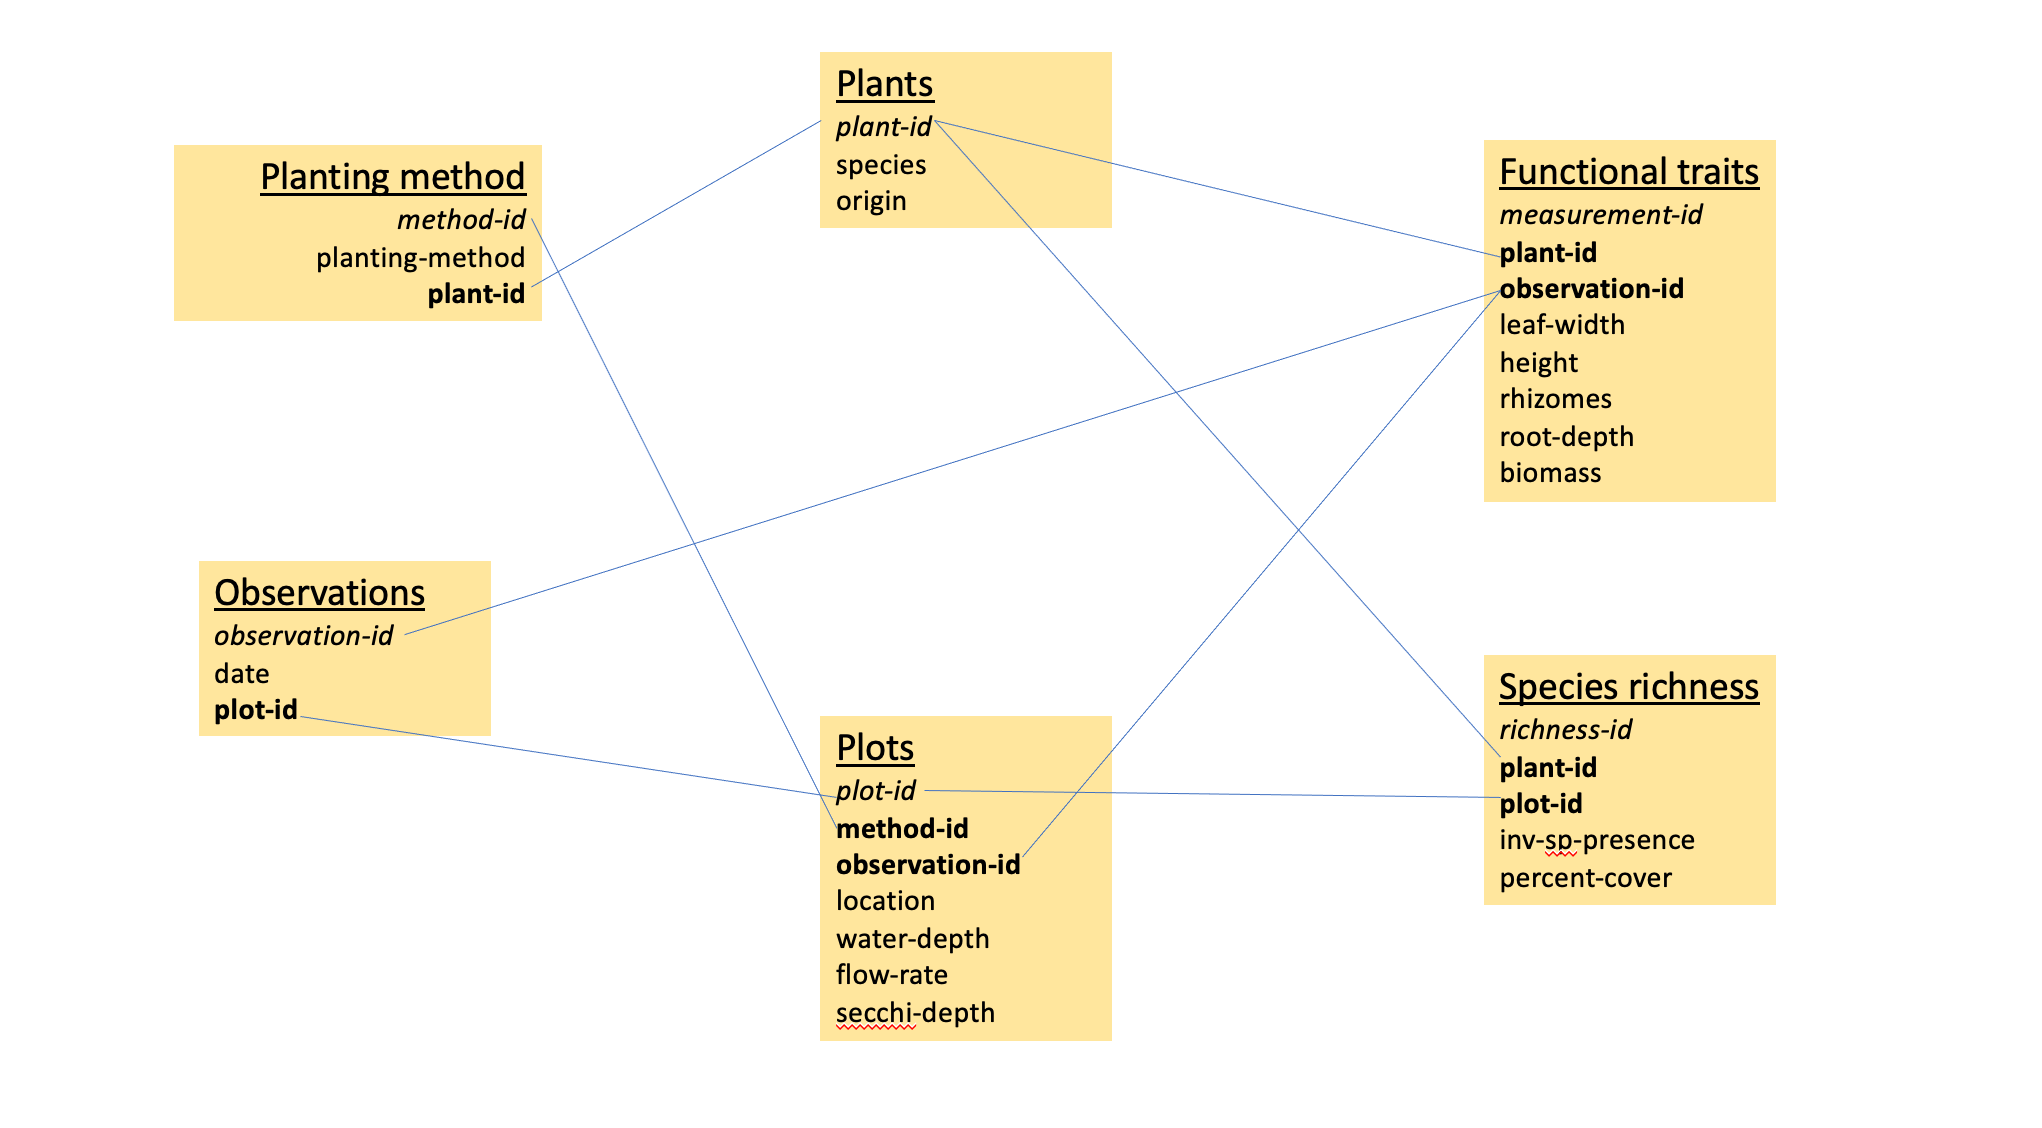 Plants
plant-id
species
origin
Planting method
method-id
planting-method
plant-id
Functional traits
measurement-id
plant-id
observation-id
leaf-width
height
rhizomes
root-depth
biomass
Observations
observation-id
date
plot-id
Plots
plot-id
method-id
observation-id
location
water-depth
flow-rate
secchi-depth
Species richness
richness-id
plant-id
plot-id
inv-sp-presence
percent-cover